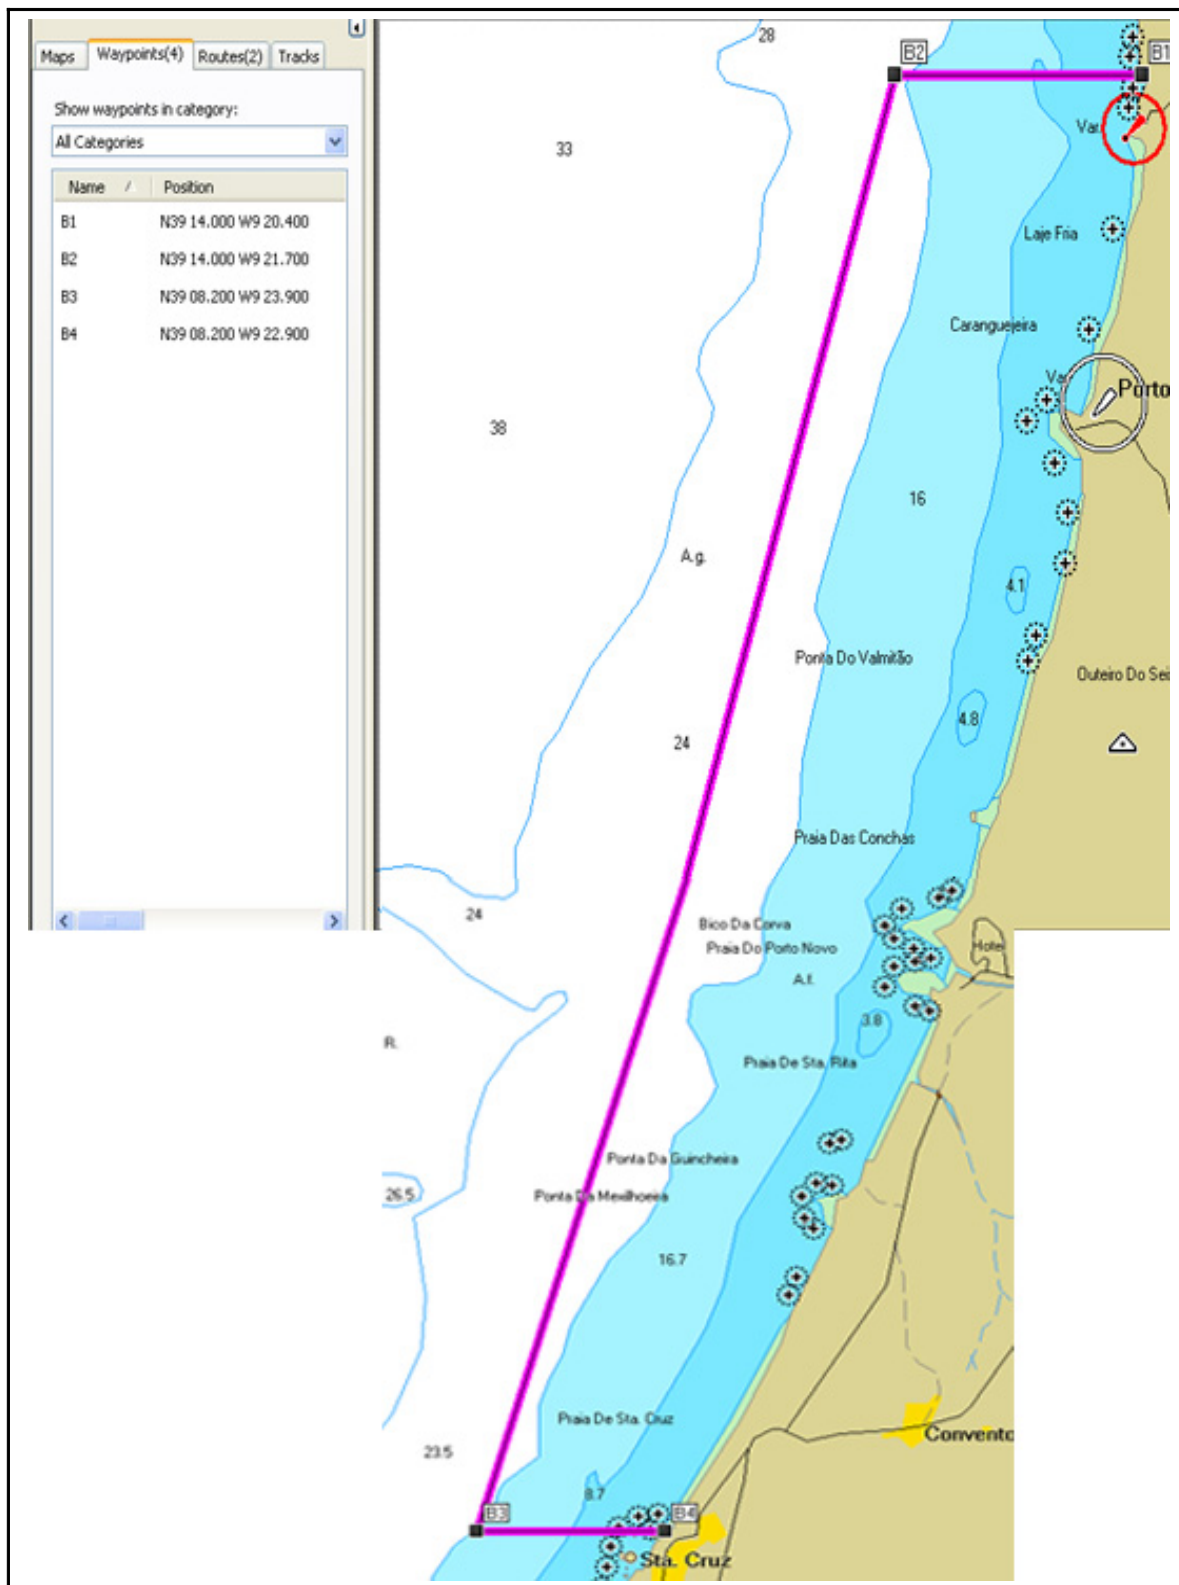 Maps Waypoints(4) Routes(2) Tracks
Show waypoints in category:
All Categories
Name / Position
B1 N39 14.000 W9 20.400
B2 N39 14.000 W9 21.700
B3 N39 08.200 W9 23.900
B4 N39 08.200 W9 22.900
28
B2
B1
33
Var.
Laje Fria
Caranguejeira
Porto
38
16
A.g.
4.1
Ponta Do Valmitão
Outeiro Do Sei
4.8
24
Praia Das Conchas
24
Bico Da Corva
Praia Do Porto Novo
Hotel
A.f.
3.8
R.
Praia De Sta. Rita
Ponta Da Guincheira
26.5
Ponta Da Mexilhoeira
16.7
Praia De Sta. Cruz
Convento
23.5
8.7
B3
B4
Sta. Cruz